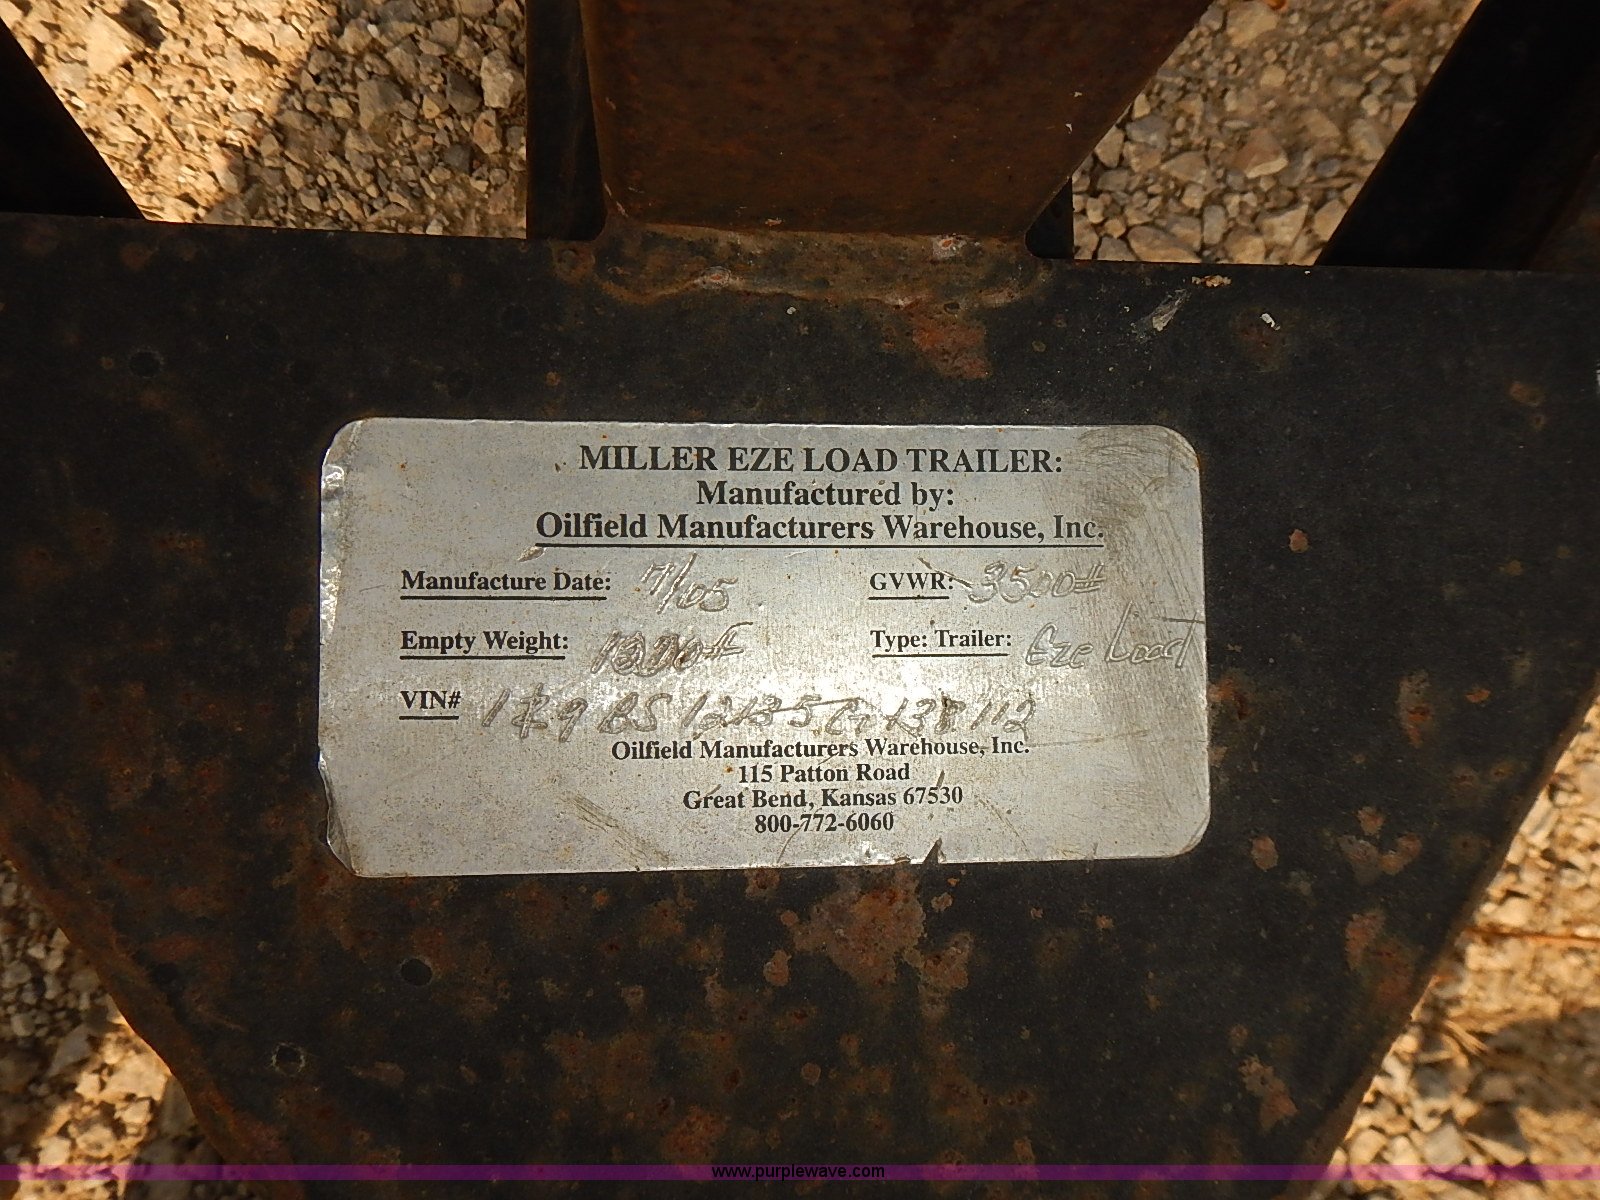 MILLER EZE LOAD TRAILER:
Manufactured by:
Oilfield Manufacturers Warehouse, Inc.
Manufacture Date: 7/05 GVWR: 3500#
Empty Weight: 1200# Type: Trailer: Eze Load
VIN#
Oilfield Manufacturers Warehouse, Inc.
115 Patton Road
Great Bend, Kansas 67530
800-772-6060
www.purplewave.com